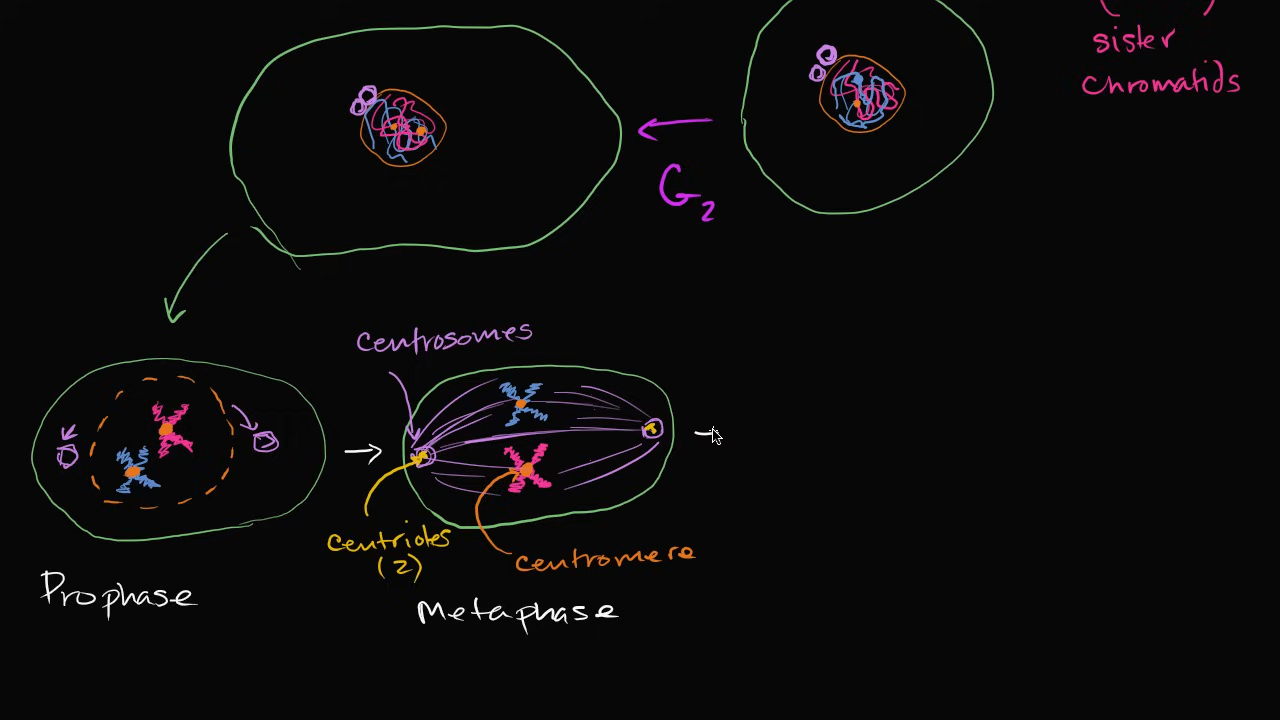 sister
chromatids
G2
centrosomes
centrioles
(2)
centromere
Prophase
Metaphase